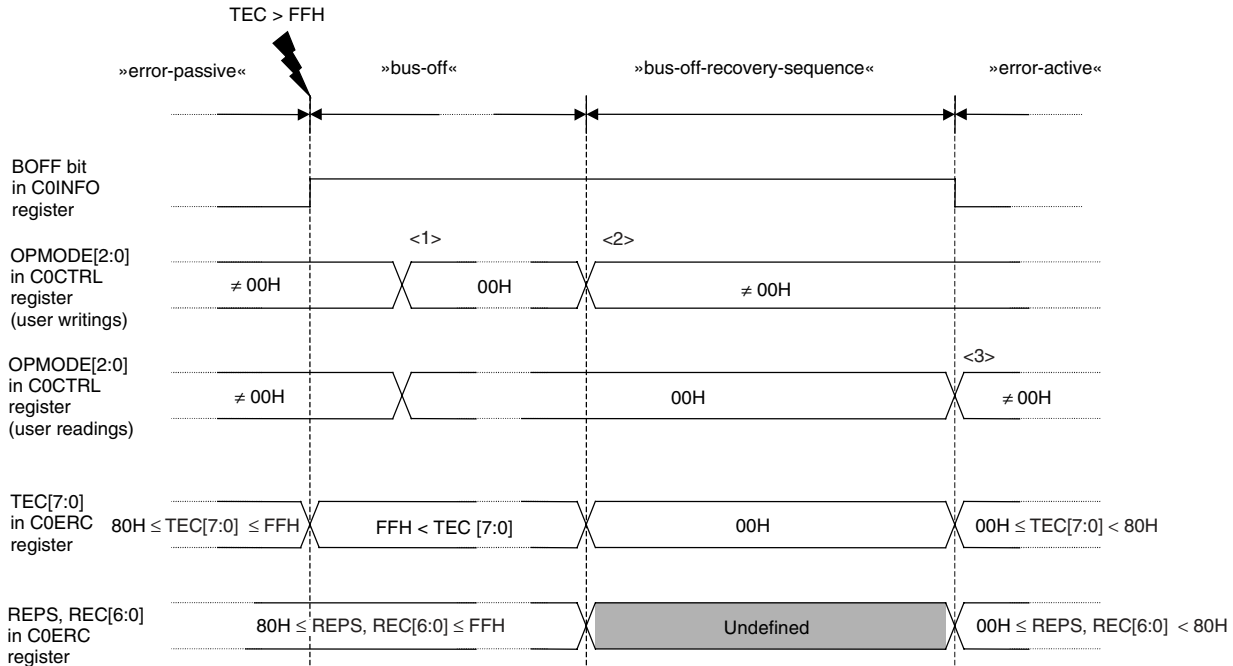 TEC > FFH
»error-passive«
»bus-off«
»bus-off-recovery-sequence«
»error-active«
BOFF bit
in C0INFO
register
<1>
<2>
OPMODE[2:0]
in C0CTRL
register
(user writings)
≠ 00H
00H
≠ 00H
<3>
OPMODE[2:0]
in C0CTRL
register
(user readings)
≠ 00H
00H
≠ 00H
TEC[7:0]
in C0ERC
register
80H ≤ TEC[7:0] ≤ FFH
FFH < TEC [7:0]
00H
00H ≤ TEC[7:0] < 80H
REPS, REC[6:0]
in C0ERC
register
80H ≤ REPS, REC[6:0] ≤ FFH
Undefined
00H ≤ REPS, REC[6:0] < 80H